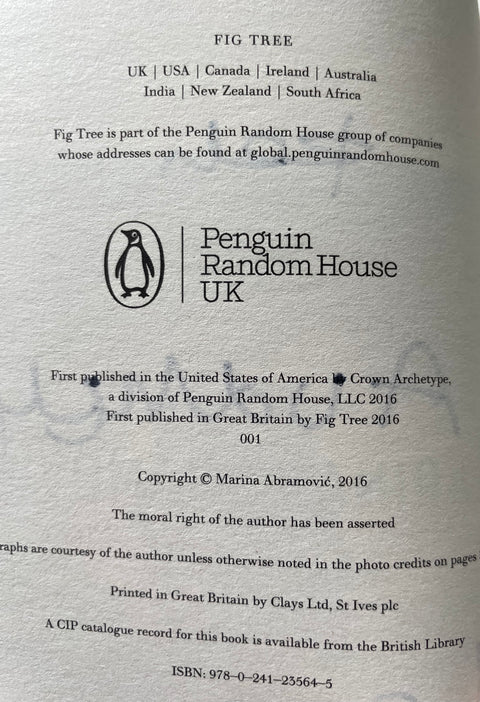 FIG TREE
UK | USA | Canada | Ireland | Australia
India | New Zealand | South Africa
Fig Tree is part of the Penguin Random House group of companies
whose addresses can be found at global.penguinrandomhouse.com
Penguin
Random House
UK
First published in the United States of America by Crown Archetype,
a division of Penguin Random House, LLC 2016
First published in Great Britain by Fig Tree 2016
001
Copyright © Marina Abramović, 2016
The moral right of the author has been asserted
raphs are courtesy of the author unless otherwise noted in the photo credits on pages
Printed in Great Britain by Clays Ltd, St Ives plc
A CIP catalogue record for this book is available from the British Library
ISBN: 978–0–241–23564–5